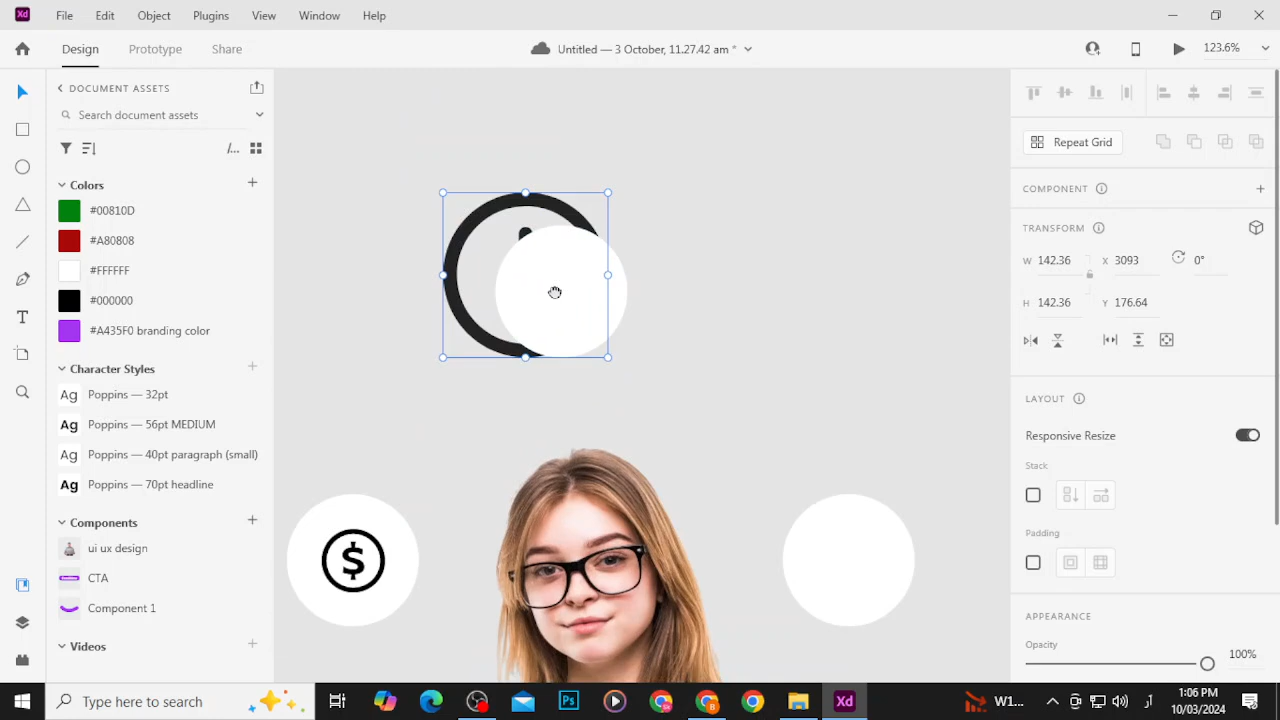 File Edit Object Plugins View Window Help
Design Prototype Share
Untitled — 3 October, 11.27.42 am *
123.6%
DOCUMENT ASSETS
Search document assets
/...
Colors
#00810D
#A80808
#FFFFFF
#000000
#A435F0 branding color
Character Styles
Ag Poppins — 32pt
Ag Poppins — 56pt MEDIUM
Ag Poppins — 40pt paragraph (small)
Ag Poppins — 70pt headline
Components
ui ux design
CTA
Component 1
Videos
$
Repeat Grid
COMPONENT
TRANSFORM
W 142.36 X 3093 0°
H 142.36 Y 176.64
LAYOUT
Responsive Resize
Stack
Padding
APPEARANCE
Opacity
100%
Xd
Type here to search
Ps
Xd
W1...
1:06 PM
10/03/2024